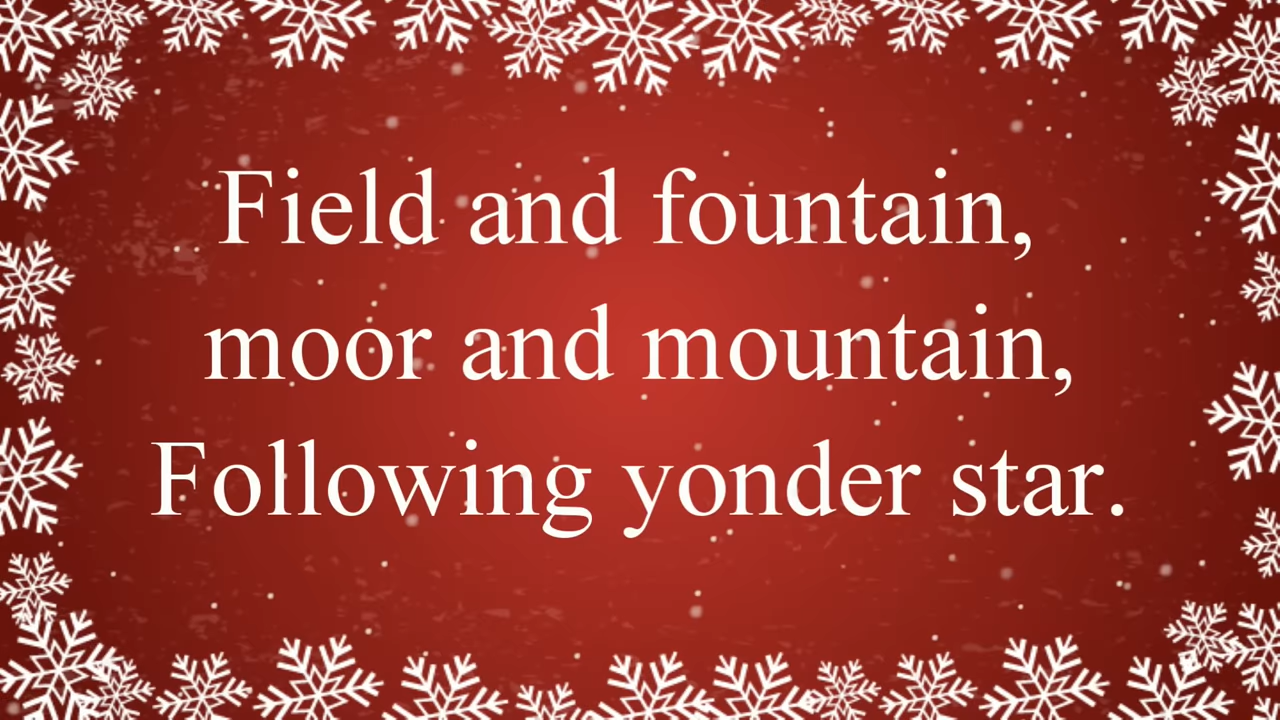 Field and fountain,
moor and mountain,
Following yonder star.